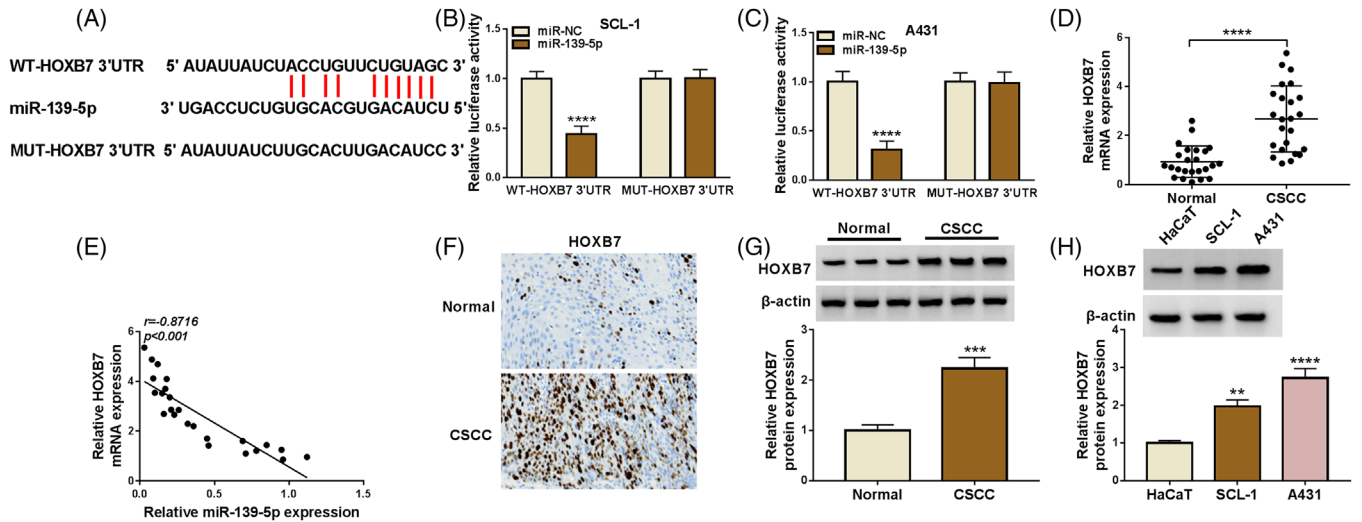 (A)
WT-HOXB7 3'UTR 5' AUAUUAUCUACCUGUUCUGUAGC 3'
miR-139-5p 3' UGACCUCUGUGCACGUGACAUCU 5'
MUT-HOXB7 3'UTR 5' AUAUUAUCUUGCACUUGACAUCC 3'
(B)
SCL-1
miR-NC
miR-139-5p
Relative luciferase activity
1.5
1.0
0.5
0.0
****
WT-HOXB7 3'UTR MUT-HOXB7 3'UTR
(C)
A431
miR-NC
miR-139-5p
Relative luciferase activity
1.5
1.0
0.5
0.0
****
WT-HOXB7 3'UTR MUT-HOXB7 3'UTR
(D)
****
Relative HOXB7
mRNA expression
6
4
2
0
Normal CSCC
(E)
r=-0.8716
p<0.001
Relative HOXB7
mRNA expression
6
4
2
0
0.0 0.5 1.0 1.5
Relative miR-139-5p expression
(F)
HOXB7
Normal
CSCC
(G)
Normal CSCC
HOXB7
β-actin
Relative HOXB7
protein expression
3
2
1
0
***
Normal CSCC
(H)
HaCaT SCL-1 A431
HOXB7
β-actin
Relative HOXB7
protein expression
4
3
2
1
0
**
****
HaCaT SCL-1 A431